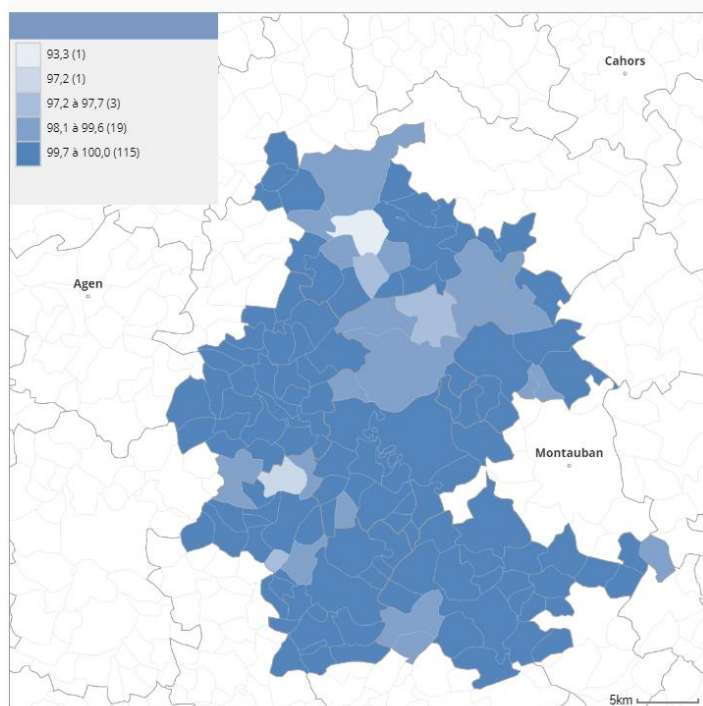 93,3 (1)
97,2 (1)
97,2 à 97,7 (3)
98,1 à 99,6 (19)
99,7 à 100,0 (115)
Cahors
Agen
Montauban
5km